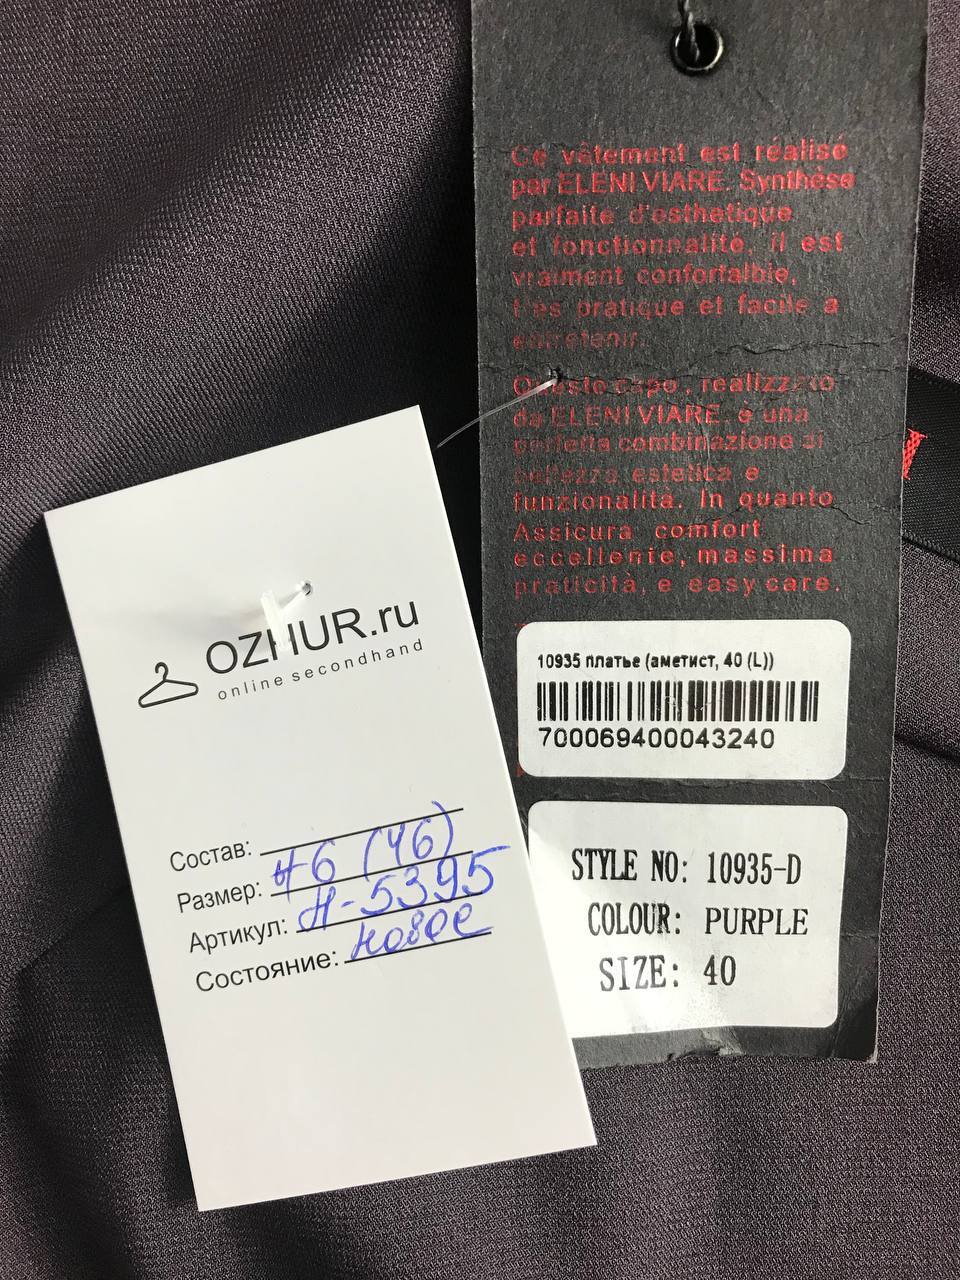 Ce vêtement est réalisé
par ELENI VIARE. Synthèse
parfaite d'esthetique
et fonctionnalité, il est
vraiment confortalbie,
très pratique et facile a
entretenir.
Questo capo, realizzato
da ELENI VIARE. è una
perfetta combinazione di
bellezza estetica e
funzionalità. In quanto
Assicura comfort
eccellente, massima
praticità, e easy care.
10935 платье (аметист, 40 (L))
700069400043240
STYLE NO: 10935-D
COLOUR: PURPLE
SIZE: 40
OZHUR.ru
online secondhand
Состав:
Размер: 46 (46)
Артикул: Н-5395
Состояние: новое